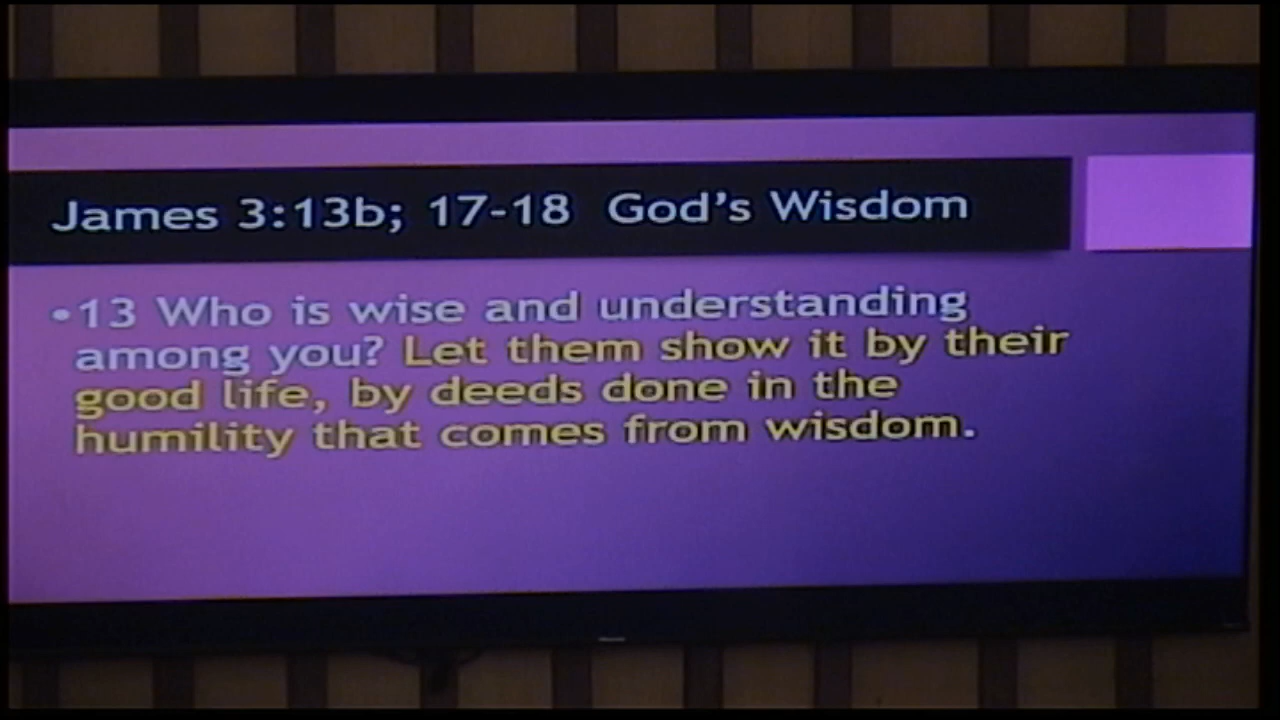 James 3:13b; 17-18 God's Wisdom
•13 Who is wise and understanding
among you? Let them show it by their
good life, by deeds done in the
humility that comes from wisdom.